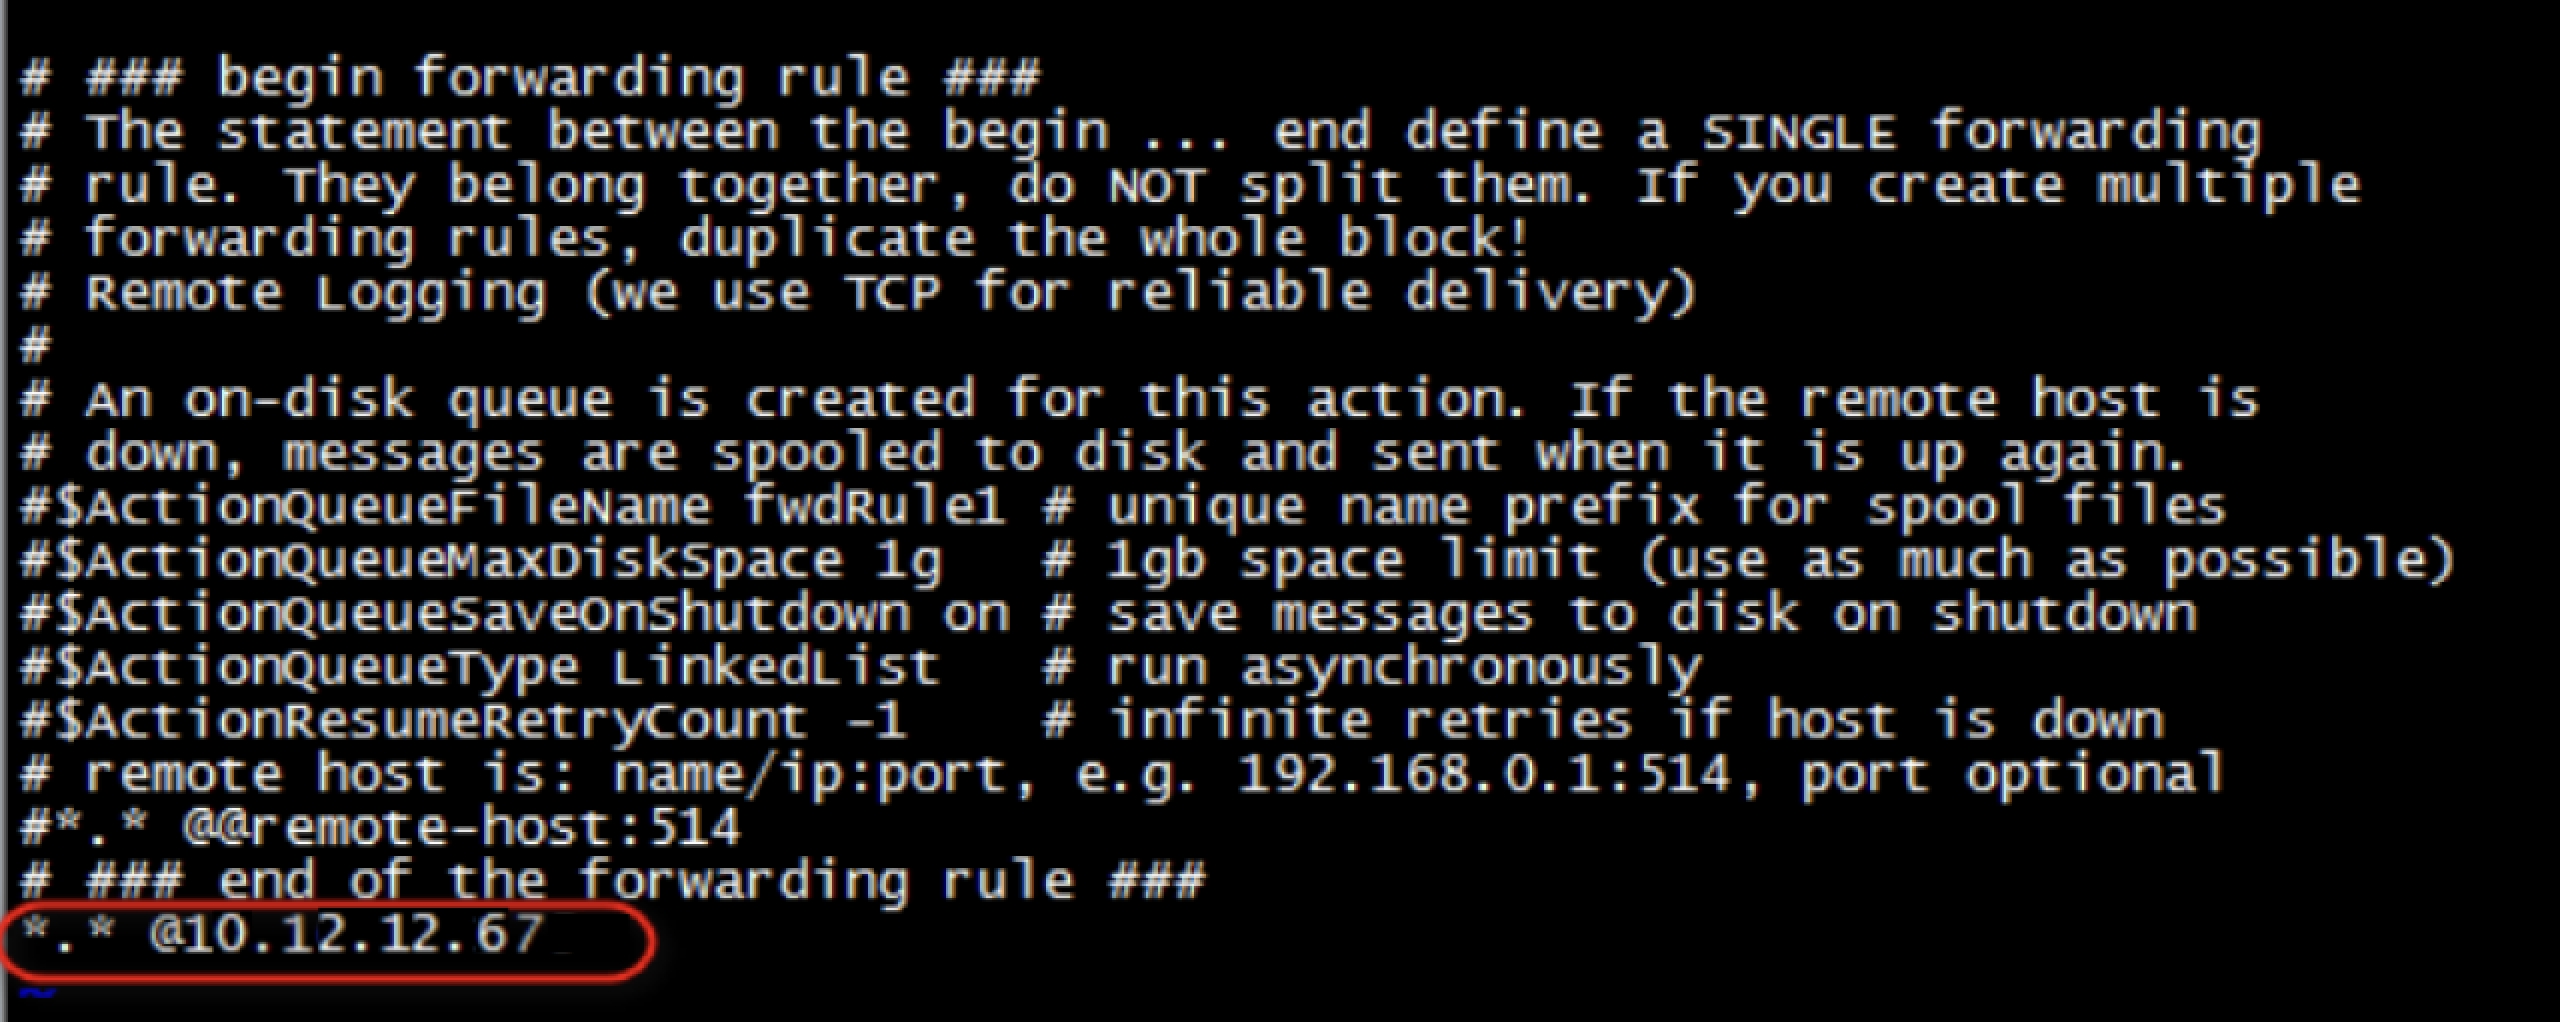 # ### begin forwarding rule ###
# The statement between the begin ... end define a SINGLE forwarding
# rule. They belong together, do NOT split them. If you create multiple
# forwarding rules, duplicate the whole block!
# Remote Logging (we use TCP for reliable delivery)
#
# An on-disk queue is created for this action. If the remote host is
# down, messages are spooled to disk and sent when it is up again.
#$ActionQueueFileName fwdRule1 # unique name prefix for spool files
#$ActionQueueMaxDiskSpace 1g   # 1gb space limit (use as much as possible)
#$ActionQueueSaveOnShutdown on # save messages to disk on shutdown
#$ActionQueueType LinkedList   # run asynchronously
#$ActionResumeRetryCount -1    # infinite retries if host is down
# remote host is: name/ip:port, e.g. 192.168.0.1:514, port optional
#*.* @@remote-host:514
# ### end of the forwarding rule ###
*.* @10.12.12.67
~